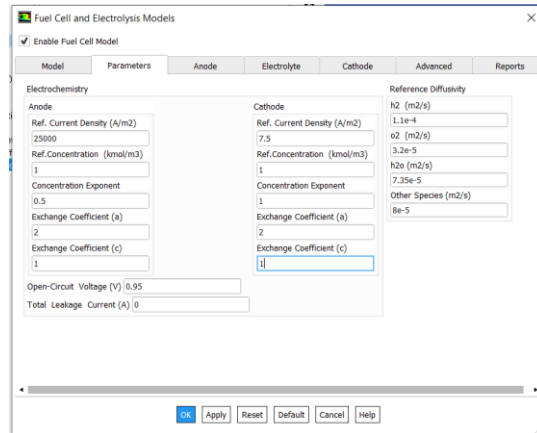 Fuel Cell and Electrolysis Models
Enable Fuel Cell Model
Model Parameters Anode Electrolyte Cathode Advanced Reports
Electrochemistry
Anode
Ref. Current Density (A/m2)
25000
Ref.Concentration (kmol/m3)
1
Concentration Exponent
0.5
Exchange Coefficient (a)
2
Exchange Coefficient (c)
1
Cathode
Ref. Current Density (A/m2)
7.5
Ref.Concentration (kmol/m3)
1
Concentration Exponent
1
Exchange Coefficient (a)
2
Exchange Coefficient (c)
1
Open-Circuit Voltage (V) 0.95
Total Leakage Current (A) 0
Reference Diffusivity
h2 (m2/s)
1.1e-4
o2 (m2/s)
3.2e-5
h2o (m2/s)
7.35e-5
Other Species (m2/s)
8e-5
OK Apply Reset Default Cancel Help